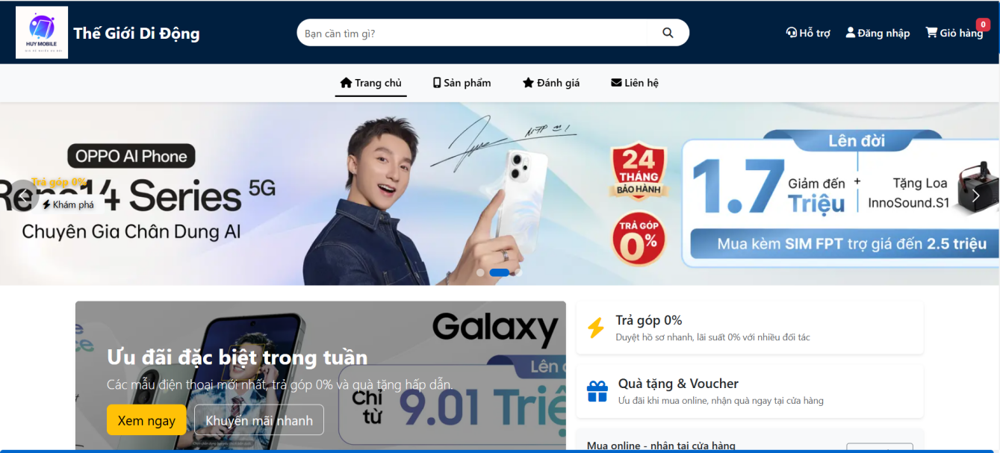 HUY MOBILE
Thế Giới Di Động
Bạn cần tìm gì?
Hỗ trợ
Đăng nhập
Giỏ hàng
0
Trang chủ
Sản phẩm
Đánh giá
Liên hệ
OPPO AI Phone
Trả góp 0%
Reno14 Series 5G
Khám phá
Chuyên Gia Chân Dung AI
24
THÁNG
BẢO HÀNH
TRẢ GÓP
0%
Lên đời
1.7
Giảm đến
Triệu
+
Tặng Loa
InnoSound.S1
Mua kèm SIM FPT trợ giá đến 2.5 triệu
Galaxy
Ưu đãi đặc biệt trong tuần
Các mẫu điện thoại mới nhất, trả góp 0% và quà tặng hấp dẫn.
Lên
Chỉ từ
9.01 Triệ
Xem ngay
Khuyến mãi nhanh
Trả góp 0%
Duyệt hồ sơ nhanh, lãi suất 0% với nhiều đối tác
Quà tặng & Voucher
Ưu đãi khi mua online, nhận quà ngay tại cửa hàng
Mua online - nhận tại cửa hàng